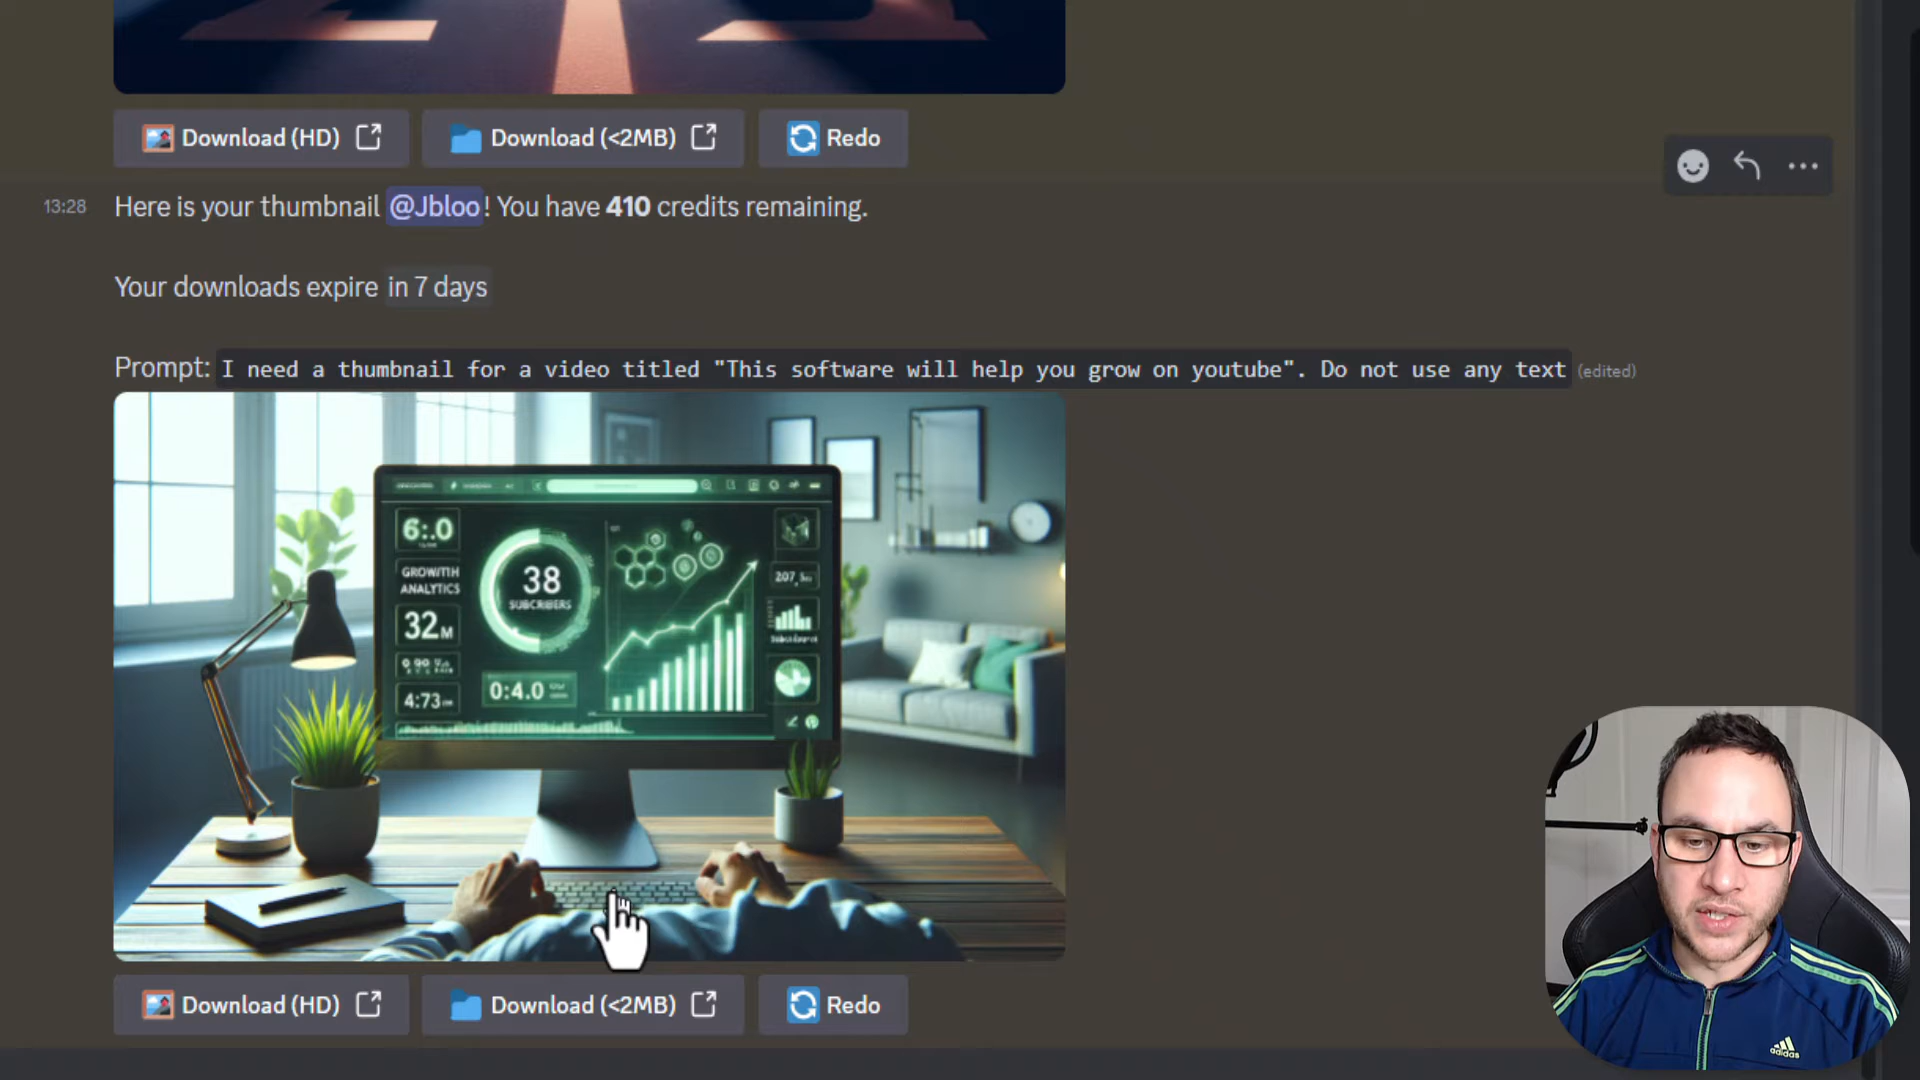 Download (HD) Download (<2MB) Redo
13:28 Here is your thumbnail @Jbloo! You have 410 credits remaining.
Your downloads expire in 7 days
Prompt: I need a thumbnail for a video titled "This software will help you grow on youtube". Do not use any text (edited)
6:.0
GROWITH
ANALYTICS
38
SUBCRIBERS
32M
0:4.0
4:73
207
Download (HD) Download (<2MB) Redo
adidas